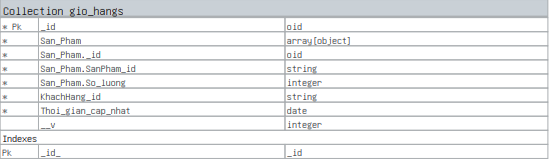 Collection gio_hangs
* Pk _id oid
* San_Pham array[object]
* San_Pham._id oid
* San_Pham.SanPham_id string
* San_Pham.So_luong integer
* KhachHang_id string
* Thoi_gian_cap_nhat date
__v integer
Indexes
Pk _id_ _id